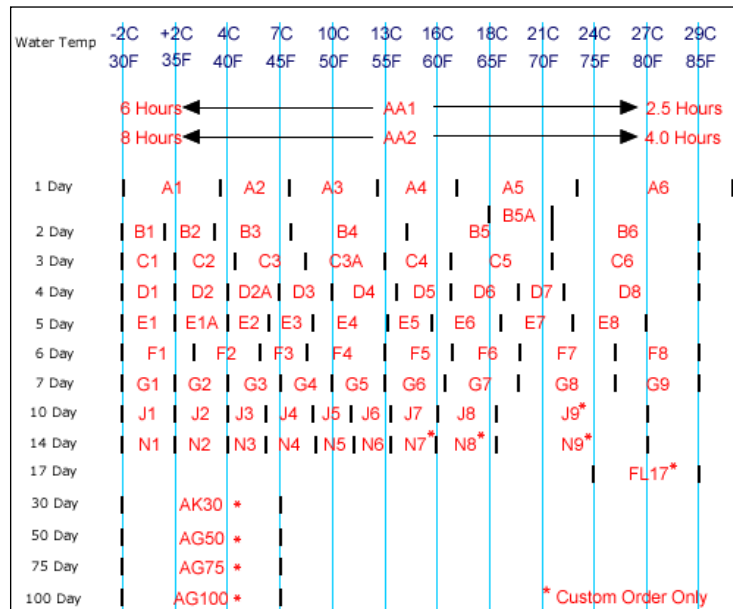 -2C +2C 4C 7C 10C 13C 16C 18C 21C 24C 27C 29C
Water Temp
30F 35F 40F 45F 50F 55F 60F 65F 70F 75F 80F 85F
6 Hours AA1 2.5 Hours
8 Hours AA2 4.0 Hours
1 Day A1 A2 A3 A4 A5 A6
B5A
2 Day B1 B2 B3 B4 B5 B6
3 Day C1 C2 C3 C3A C4 C5 C6
4 Day D1 D2 D2A D3 D4 D5 D6 D7 D8
5 Day E1 E1A E2 E3 E4 E5 E6 E7 E8
6 Day F1 F2 F3 F4 F5 F6 F7 F8
7 Day G1 G2 G3 G4 G5 G6 G7 G8 G9
10 Day J1 J2 J3 J4 J5 J6 J7 J8 J9*
14 Day N1 N2 N3 N4 N5 N6 N7* N8* N9*
17 Day FL17*
30 Day AK30 *
50 Day AG50 *
75 Day AG75 *
100 Day AG100 * * Custom Order Only